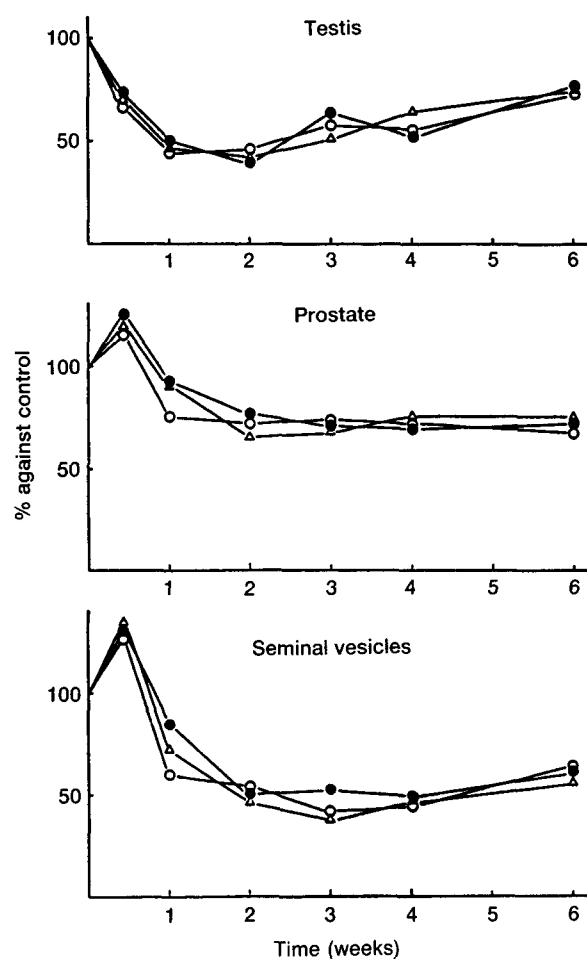 Testis
100
50
1 2 3 4 6
Prostate
100
50
1 2 3 4 5 6
Seminal vesicles
100
50
1 2 3 4 5 6
% against control
Time (weeks)